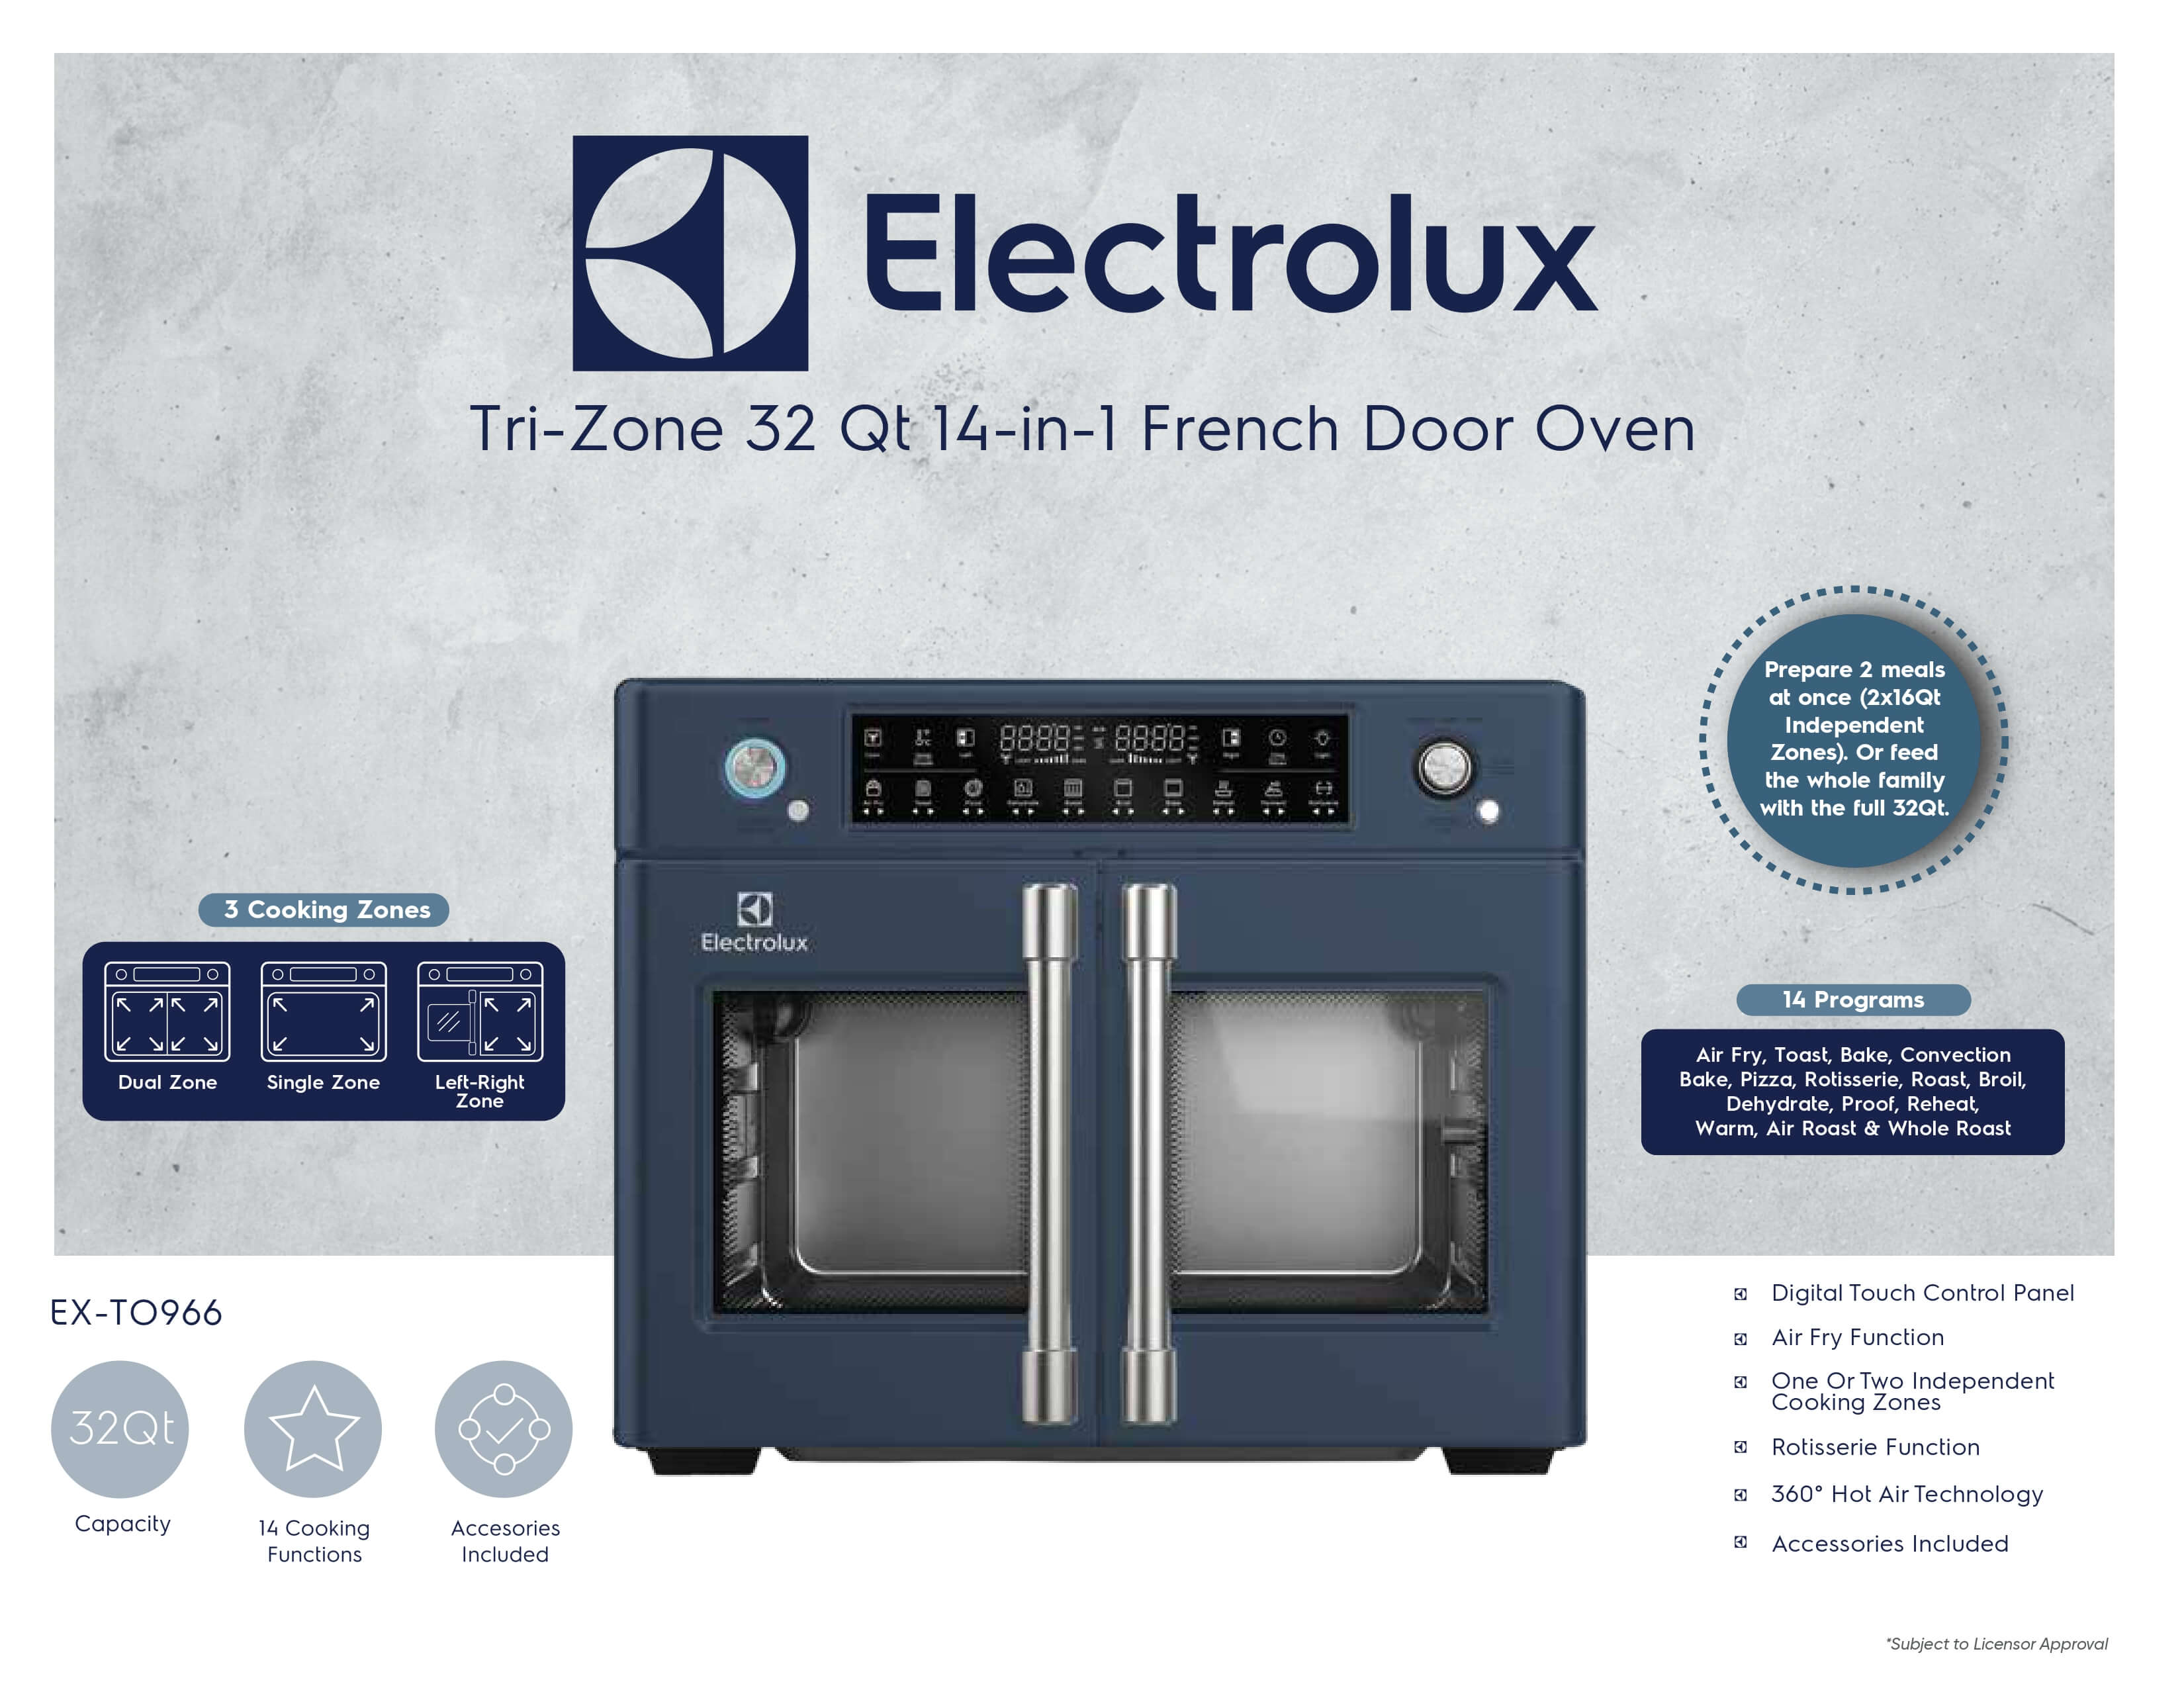 Electrolux
Tri-Zone 32 Qt 14-in-1 French Door Oven
Prepare 2 meals
at once (2x16Qt
Independent
Zones). Or feed
the whole family
with the full 32Qt.
3 Cooking Zones
Dual Zone
Single Zone
Left-Right
Zone
Electrolux
14 Programs
Air Fry, Toast, Bake, Convection
Bake, Pizza, Rotisserie, Roast, Broil,
Dehydrate, Proof, Reheat,
Warm, Air Roast & Whole Roast
EX-TO966
32Qt
Capacity
14 Cooking
Functions
Accesories
Included
Digital Touch Control Panel
Air Fry Function
One Or Two Independent
Cooking Zones
Rotisserie Function
360° Hot Air Technology
Accessories Included
*Subject to Licensor Approval